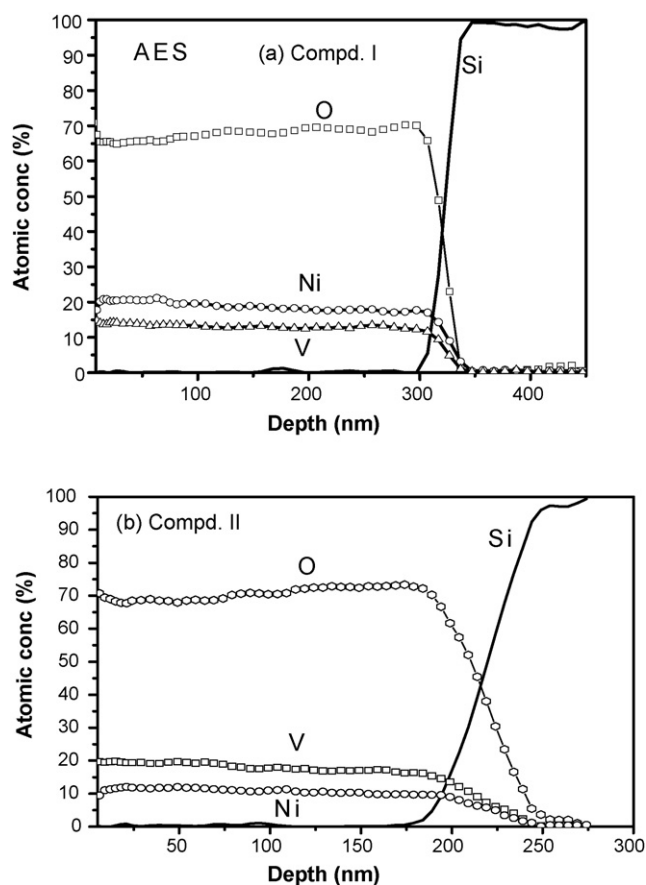 AES (a) Compd. I
Si
O
Ni
V
Atomic conc (%)
100
90
80
70
60
50
40
30
20
10
0
100 200 300 400
Depth (nm)
(b) Compd. II
Si
O
V
Ni
Atomic conc (%)
100
90
80
70
60
50
40
30
20
10
0
50 100 150 200 250 300
Depth (nm)